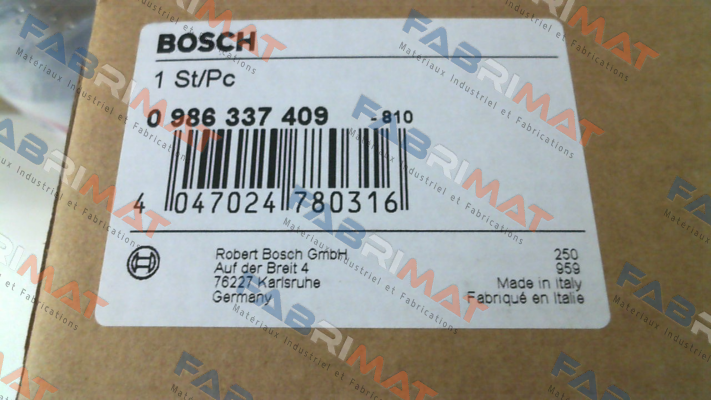 BOSCH
1 St/Pc
0 986 337 409 - 810
4 047024 780316
Robert Bosch GmbH
Auf der Breit 4
76227 Karlsruhe
Germany
250
959
Made in Italy
Fabriqué en Italie
FABRIMAT
Materiaux Industriel et Fabrications